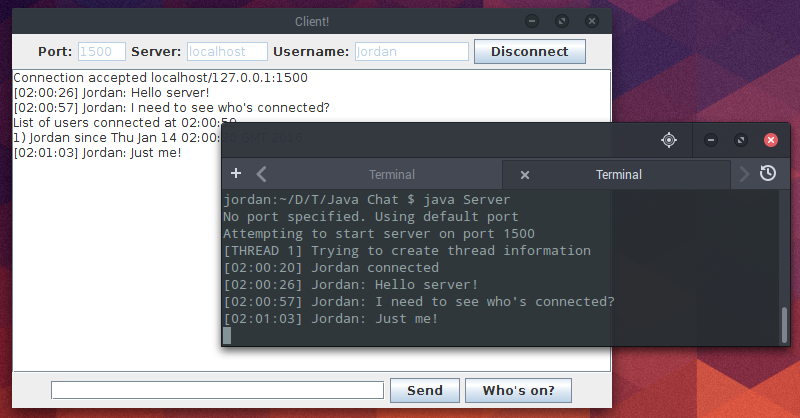 Client!
Port: 1500 Server: localhost Username: Jordan Disconnect
Connection accepted localhost/127.0.0.1:1500
[02:00:26] Jordan: Hello server!
[02:00:57] Jordan: I need to see who's connected?
List of users connected at 02:00:59
1) Jordan since Thu Jan 14 02:00:
[02:01:03] Jordan: Just me!
Terminal
Terminal
jordan:~/D/T/Java Chat $ java Server
No port specified. Using default port
Attempting to start server on port 1500
[THREAD 1] Trying to create thread information
[02:00:20] Jordan connected
[02:00:26] Jordan: Hello server!
[02:00:57] Jordan: I need to see who's connected?
[02:01:03] Jordan: Just me!
Send
Who's on?